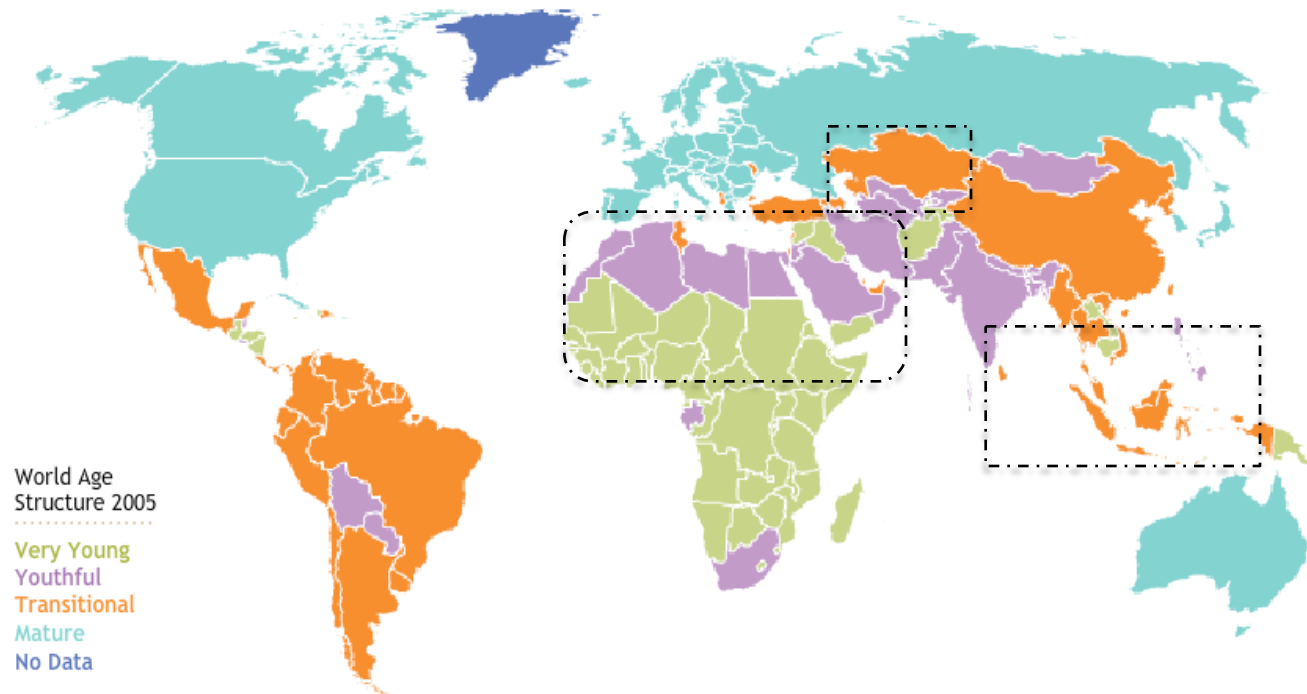 World Age
Structure 2005
Very Young
Youthful
Transitional
Mature
No Data